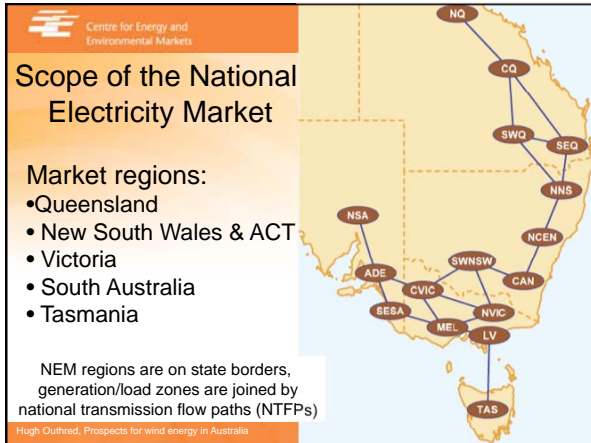 Centre for Energy and
Environmental Markets
Scope of the National
Electricity Market
Market regions:
•Queensland
• New South Wales & ACT
• Victoria
• South Australia
• Tasmania
NEM regions are on state borders,
generation/load zones are joined by
national transmission flow paths (NTFPs)
Hugh Outhred, Prospects for wind energy in Australia
NQ
CQ
SWQ
SEQ
NNS
NSA
NCEN
SWNSW
ADE
CVIC
CAN
SESA
NVIC
MEL
LV
TAS